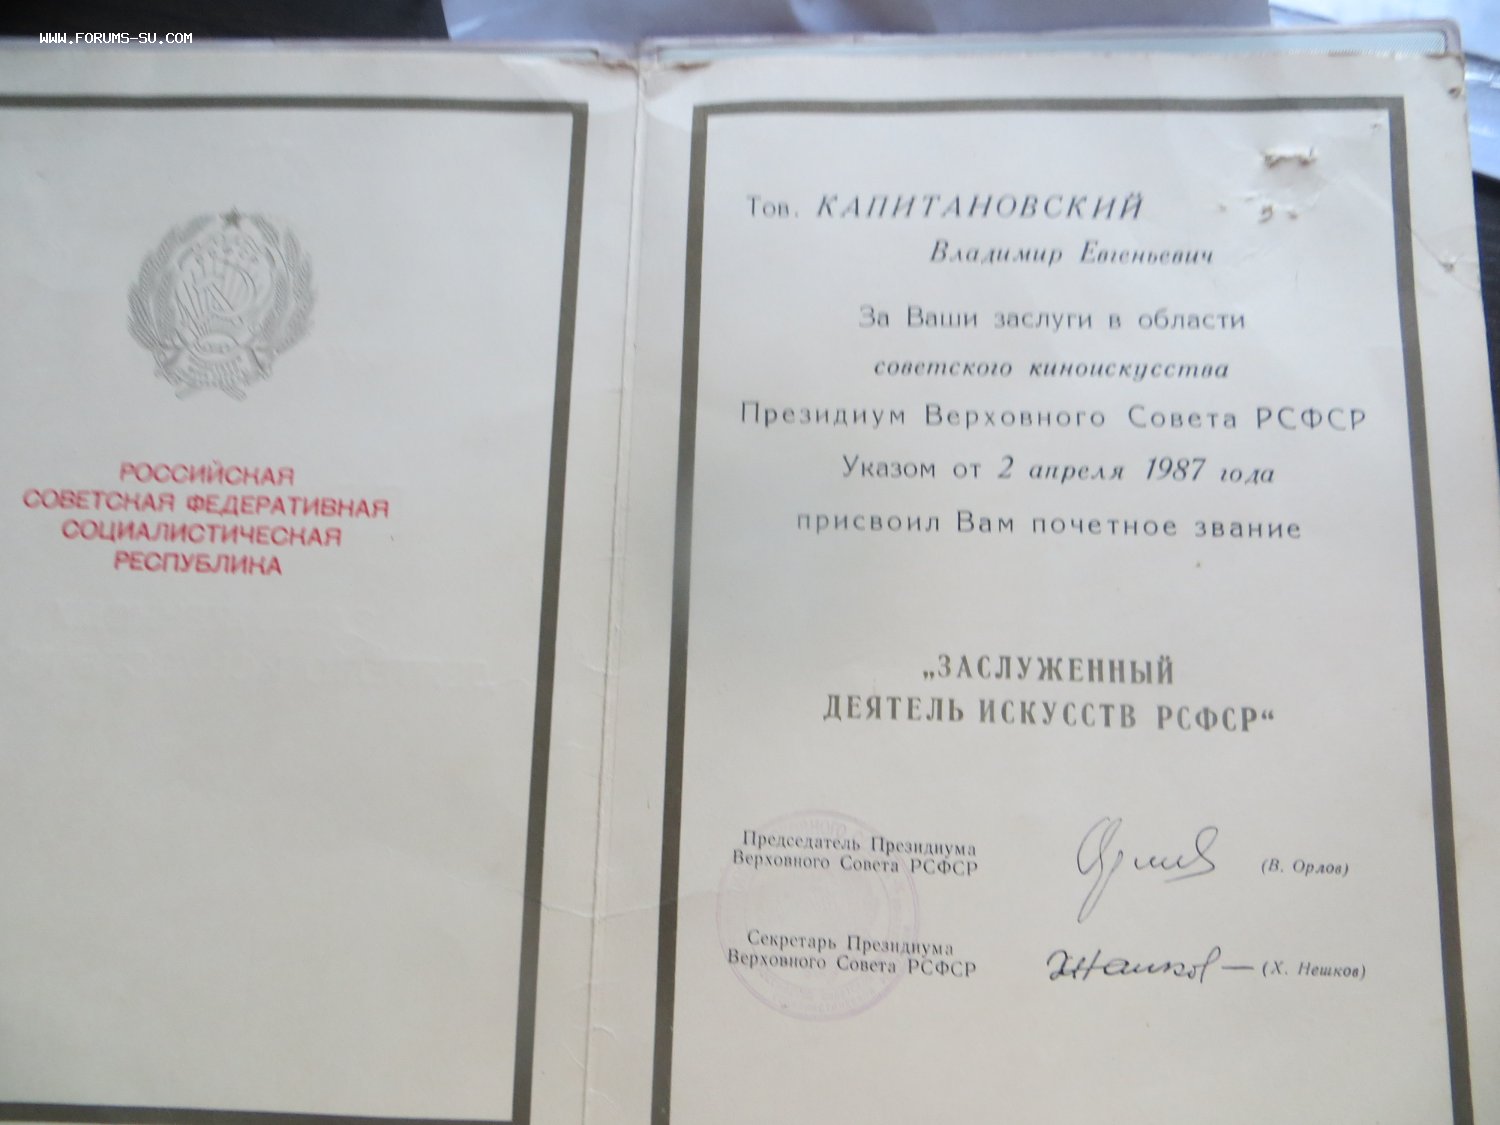 WWW.FORUMS-SU.COM
РОССИЙСКАЯ
СОВЕТСКАЯ ФЕДЕРАТИВНАЯ
СОЦИАЛИСТИЧЕСКАЯ
РЕСПУБЛИКА
Тов. КАПИТАНОВСКИЙ
Владимир Евгеньевич
За Ваши заслуги в области
советского киноискусства
Президиум Верховного Совета РСФСР
Указом от 2 апреля 1987 года
присвоил Вам почетное звание
„ЗАСЛУЖЕННЫЙ
ДЕЯТЕЛЬ ИСКУССТВ РСФСР“
Председатель Президиума
Верховного Совета РСФСР
(В. Орлов)
Секретарь Президиума
Верховного Совета РСФСР
(Х. Нешков)